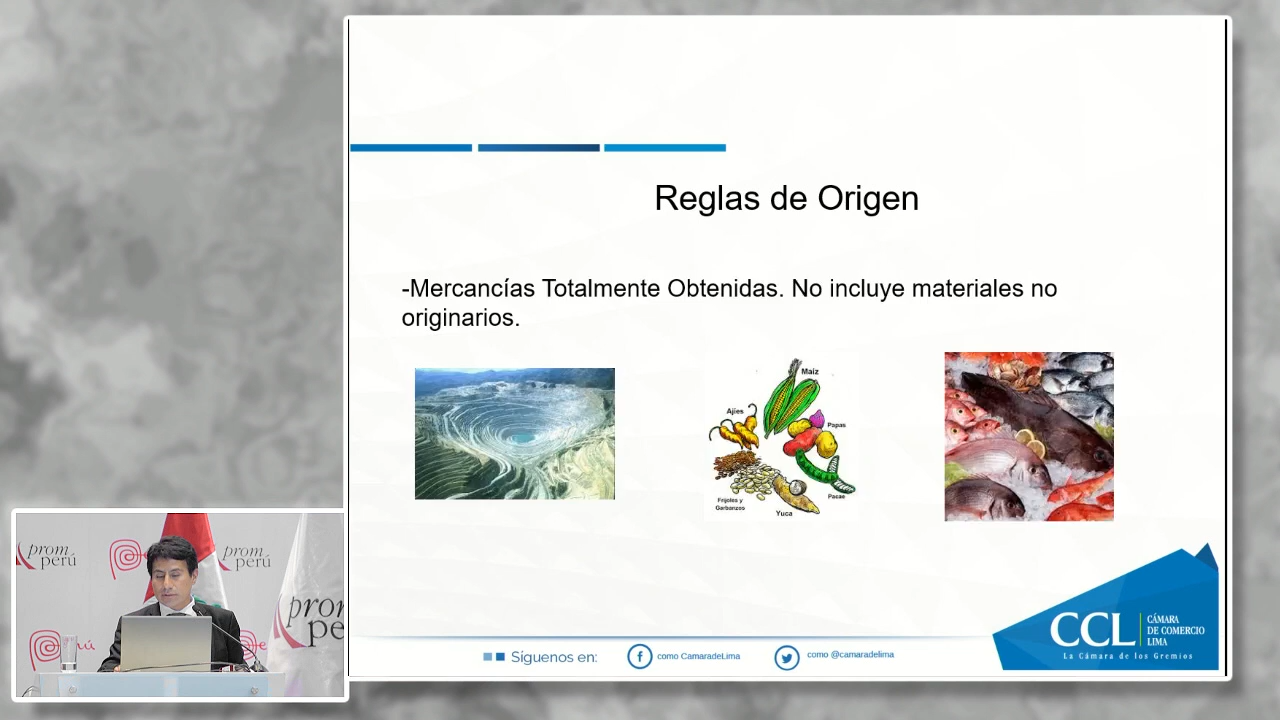 Reglas de Origen
-Mercancías Totalmente Obtenidas. No incluye materiales no
originarios.
Maíz
Ajíes
Papas
Frijoles y
Garbanzos
Pacae
Yuca
prom
perú
prom
perú
prom
pe
CCL
CÁMARA
DE COMERCIO
LIMA
La Cámara de los Gremios
Síguenos en:
como CamaradeLima
como @camaradelima